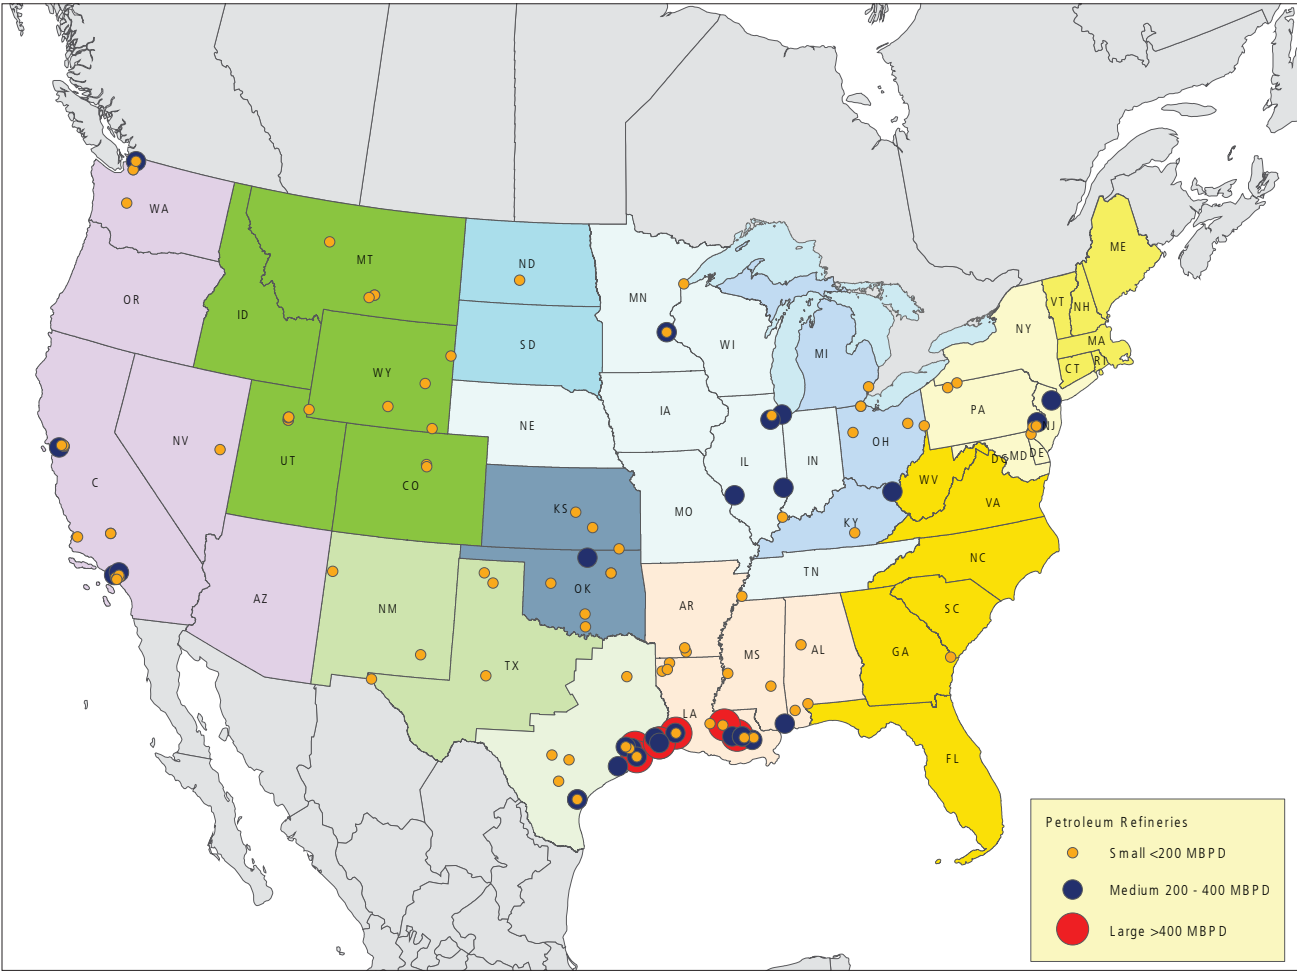 WA
MT
ND
ME
OR
ID
MN
VT
NH
NY
SD
WI
MA
MI
RI
CT
WY
IA
PA
NE
NJ
NV
OH
UT
IL
IN
DC
MD
DE
C
CO
WV
KS
MO
KY
VA
NC
TN
AZ
NM
OK
AR
SC
TX
MS
AL
GA
LA
FL
Petroleum Refineries
Small <200 MBPD
Medium 200 - 400 MBPD
Large >400 MBPD